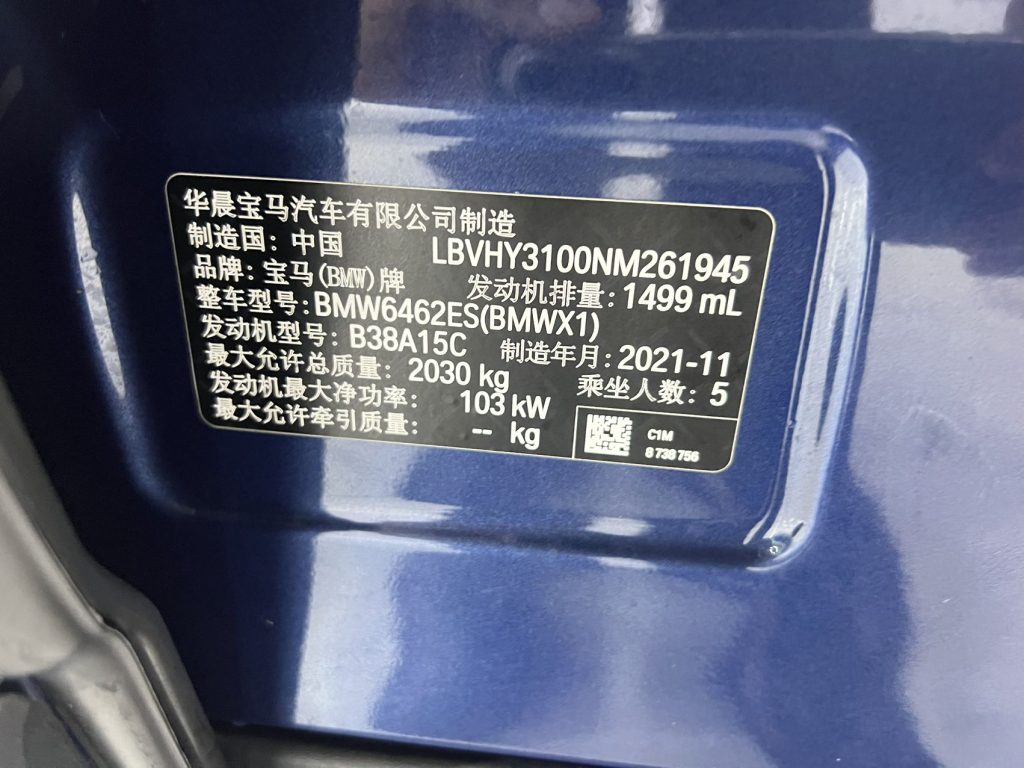 华晨宝马汽车有限公司制造
制造国：中国 LBVHY3100NM261945
品牌：宝马(BMW)牌 发动机排量：1499 mL
整车型号：BMW6462ES(BMWX1)
发动机型号：B38A15C 制造年月：2021-11
最大允许总质量： 2030 kg 乘坐人数：5
发动机最大净功率： 103 kW
最大允许牵引质量： -- kg
C1M
8 738 756